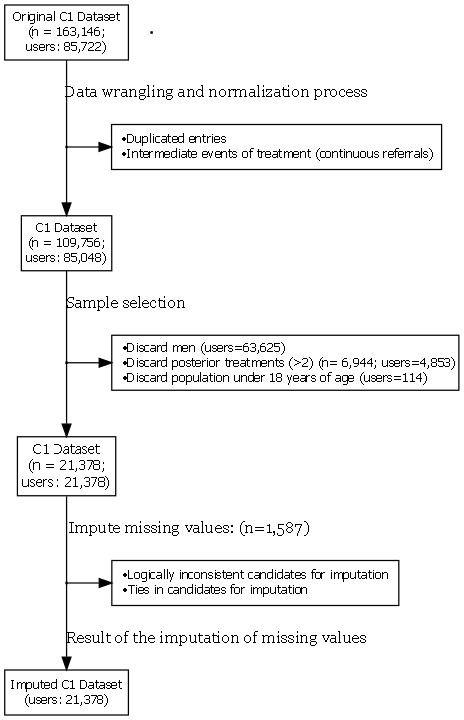 Original C1 Dataset
(n = 163,146;
users: 85,722)
Data wrangling and normalization process
•Duplicated entries
•Intermediate events of treatment (continuous referrals)
C1 Dataset
(n = 109,756;
users: 85,048)
Sample selection
•Discard men (users=63,625)
•Discard posterior treatments (>2) (n= 6,944; users=4,853)
•Discard population under 18 years of age (users=114)
C1 Dataset
(n = 21,378;
users: 21,378)
Impute missing values: (n=1,587)
•Logically inconsistent candidates for imputation
•Ties in candidates for imputation
Result of the imputation of missing values
Imputed C1 Dataset
(users: 21,378)